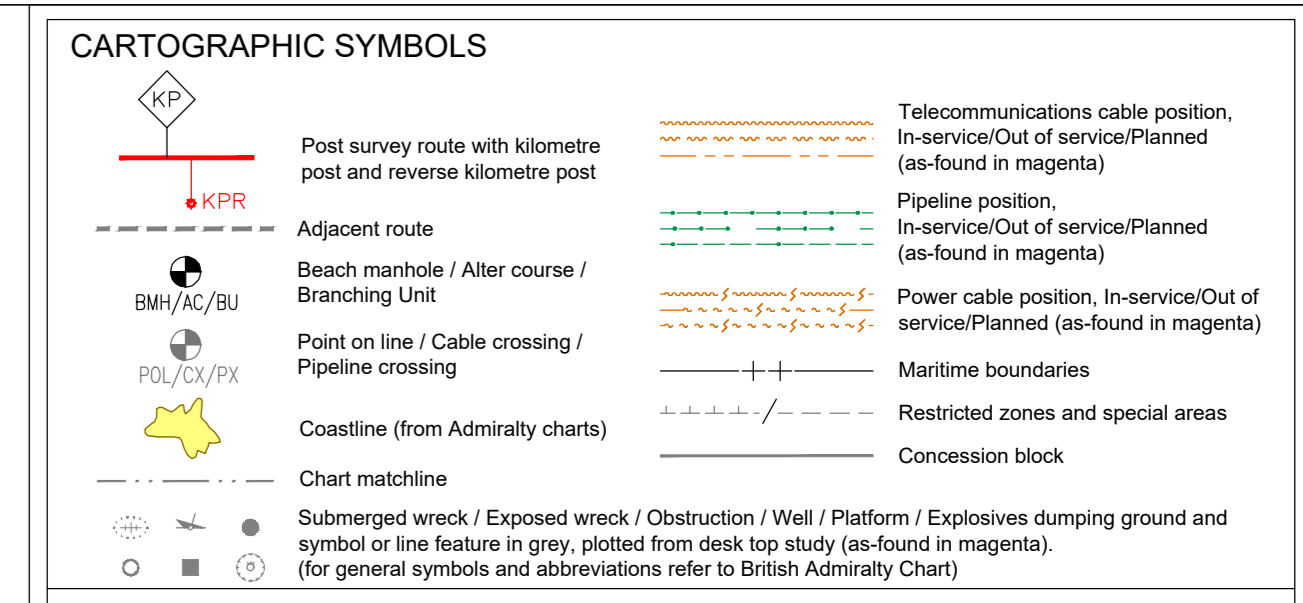 CARTOGRAPHIC SYMBOLS
KP
Post survey route with kilometre
post and reverse kilometre post
KPR
Adjacent route
Beach manhole / Alter course /
Branching Unit
BMH/AC/BU
Point on line / Cable crossing /
Pipeline crossing
POL/CX/PX
Coastline (from Admiralty charts)
Chart matchline
Telecommunications cable position,
In-service/Out of service/Planned
(as-found in magenta)
Pipeline position,
In-service/Out of service/Planned
(as-found in magenta)
Power cable position, In-service/Out of
service/Planned (as-found in magenta)
Maritime boundaries
Restricted zones and special areas
Concession block
Submerged wreck / Exposed wreck / Obstruction / Well / Platform / Explosives dumping ground and
symbol or line feature in grey, plotted from desk top study (as-found in magenta).
(for general symbols and abbreviations refer to British Admiralty Chart)